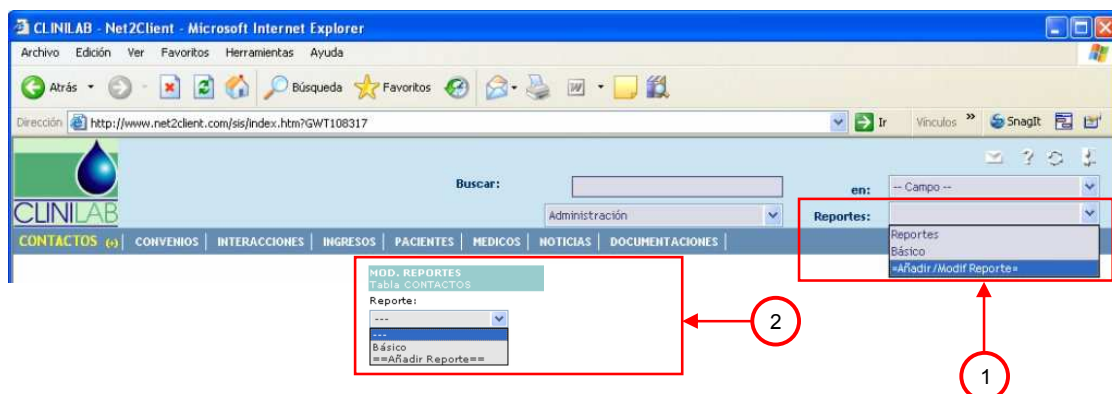 CLINILAB - Net2Client - Microsoft Internet Explorer
Archivo Edición Ver Favoritos Herramientas Ayuda
Atrás Búsqueda Favoritos
Dirección http://www.net2client.com/sis/index.htm?GWT108317 Ir Vínculos » SnagIt
CLINILAB
Buscar: en: -- Campo --
Administración Reportes:
CONTACTOS (+) | CONVENIOS | INTERACCIONES | INGRESOS | PACIENTES | MEDICOS | NOTICIAS | DOCUMENTACIONES |
Reportes
Básico
=Añadir/Modif Reporte=
MOD. REPORTES
Tabla CONTACTOS
Reporte:
---
---
Básico
==Añadir Reporte==
2
1